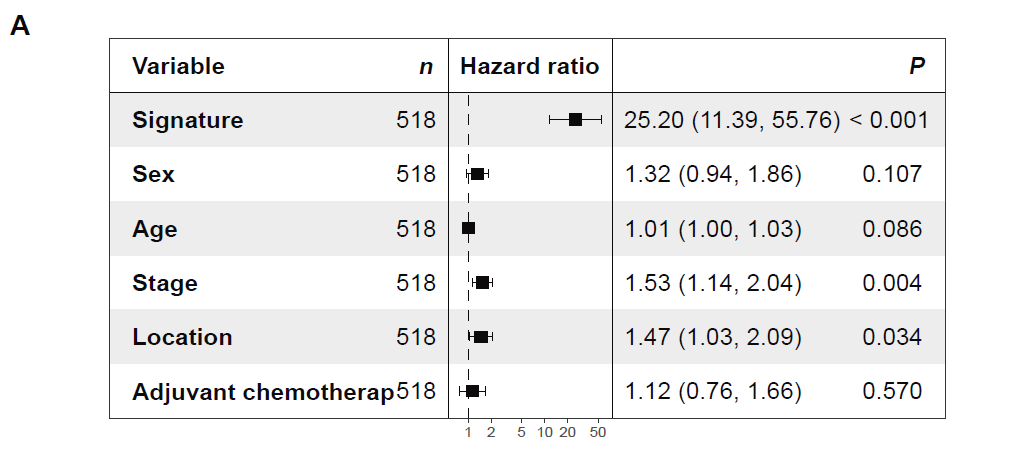 A
Variable n Hazard ratio P
Signature 518 25.20 (11.39, 55.76) < 0.001
Sex 518 1.32 (0.94, 1.86) 0.107
Age 518 1.01 (1.00, 1.03) 0.086
Stage 518 1.53 (1.14, 2.04) 0.004
Location 518 1.47 (1.03, 2.09) 0.034
Adjuvant chemotherap518 1.12 (0.76, 1.66) 0.570
1 2 5 10 20 50